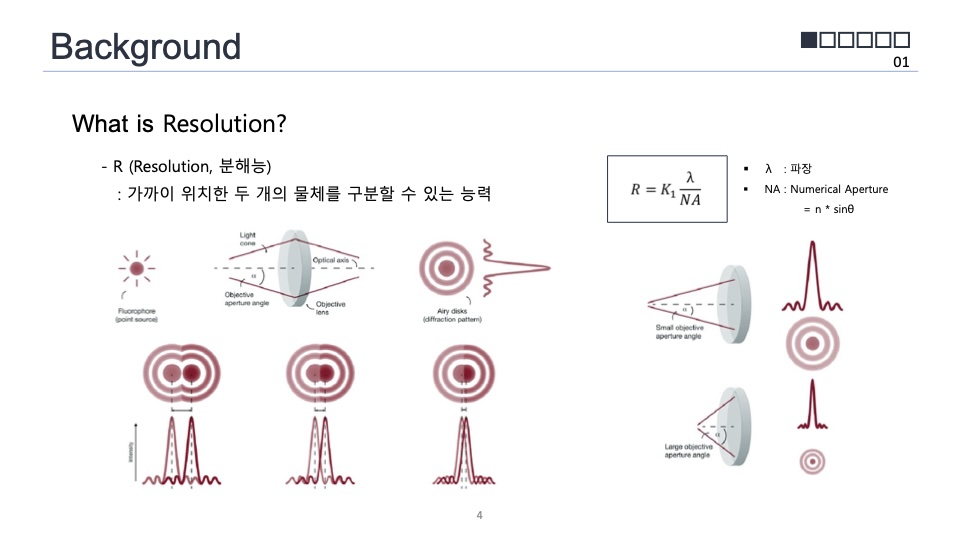 Background
01
What is Resolution?
- R (Resolution, 분해능)
: 가까이 위치한 두 개의 물체를 구분할 수 있는 능력
R = K₁ λ/NA
▪ λ : 파장
▪ NA : Numerical Aperture
= n * sinθ
Fluorophore
(point source)
Light
cone
Optical axis
α
Objective
aperture angle
Objective
lens
Airy disks
(diffraction pattern)
Intensity
α
Small objective
aperture angle
α
Large objective
aperture angle
4